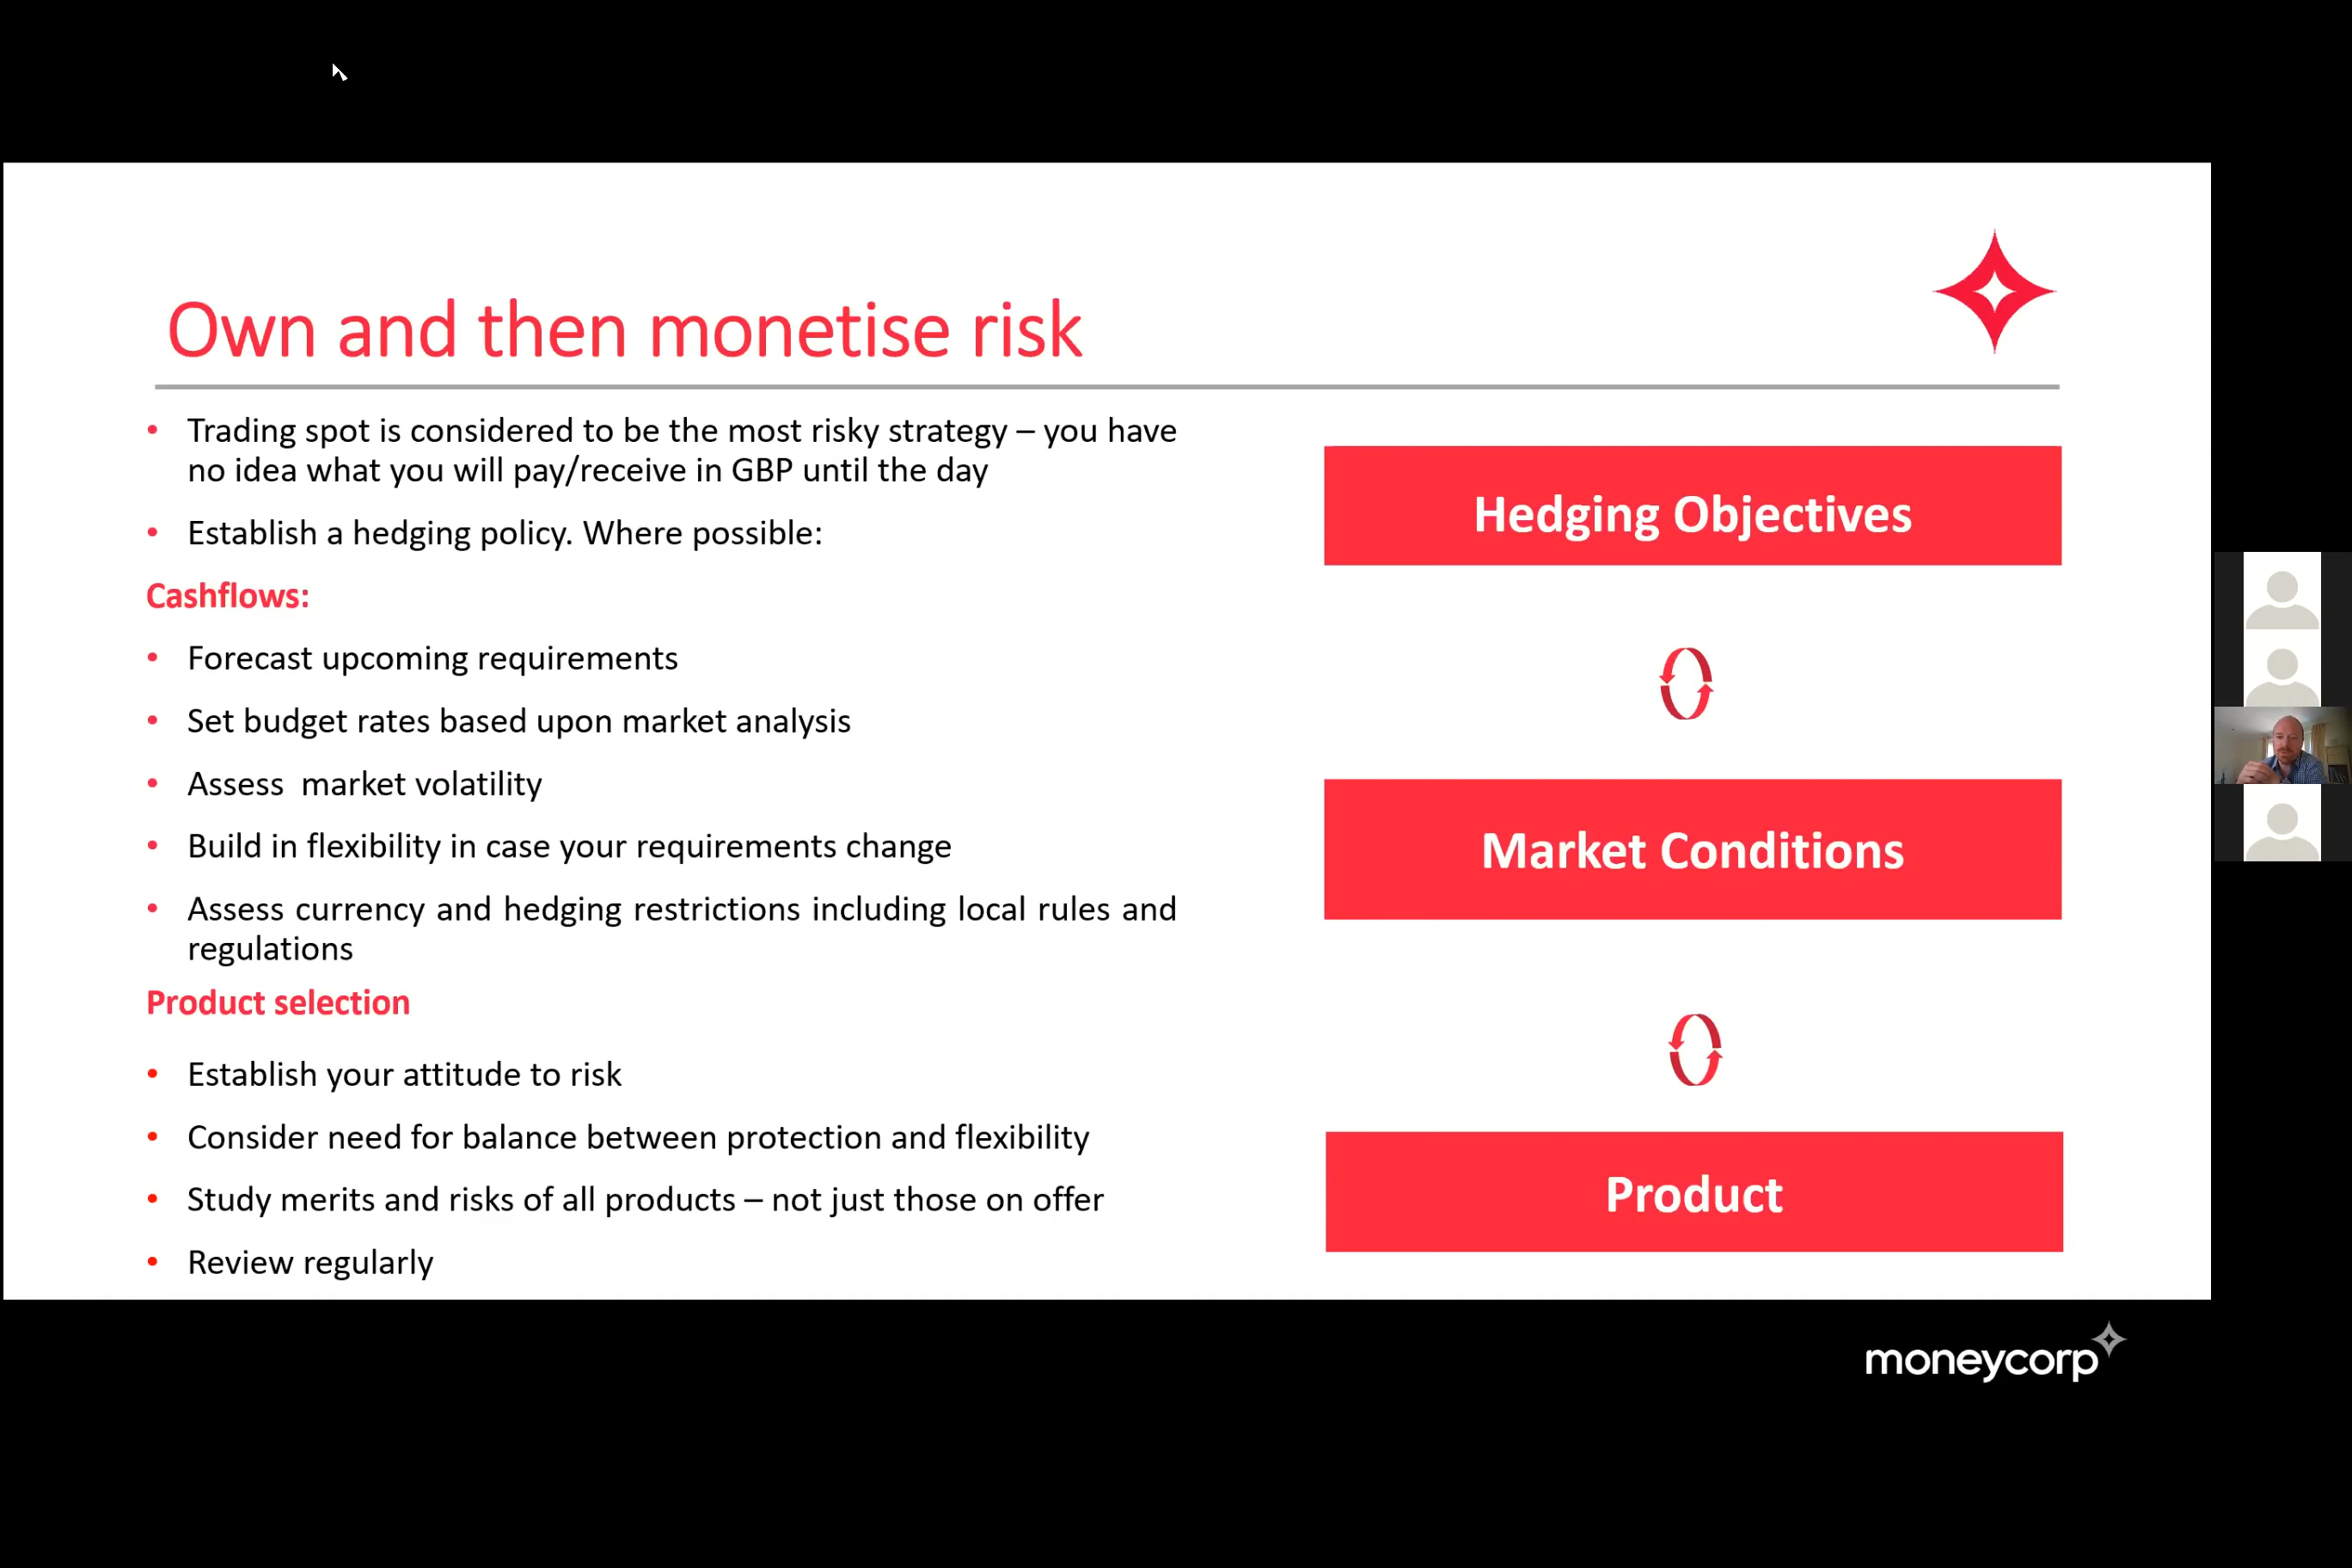 Own and then monetise risk
• Trading spot is considered to be the most risky strategy – you have
no idea what you will pay/receive in GBP until the day
• Establish a hedging policy. Where possible:
Cashflows:
• Forecast upcoming requirements
• Set budget rates based upon market analysis
• Assess  market volatility
• Build in flexibility in case your requirements change
• Assess currency and hedging restrictions including local rules and
regulations
Product selection
• Establish your attitude to risk
• Consider need for balance between protection and flexibility
• Study merits and risks of all products – not just those on offer
• Review regularly
Hedging Objectives
Market Conditions
Product
moneycorp